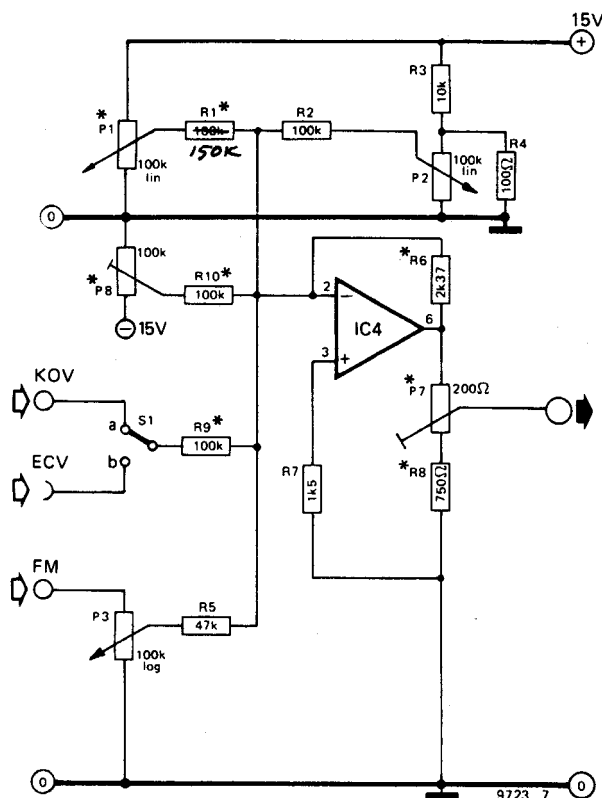 15V
+
R3
10k
* P1
100k
lin
R1*
100k
150K
R2
100k
R4
100Ω
100k
lin
P2
0
100k
*P8
R10*
100k
− 15V
*R6
2k37
2
−
IC4
6
3
+
*P7
200Ω
KOV
a
S1
b
R9*
100k
ECV
R7
1k5
*R8
750Ω
FM
P3
100k
log
R5
47k
0
9723 7
0